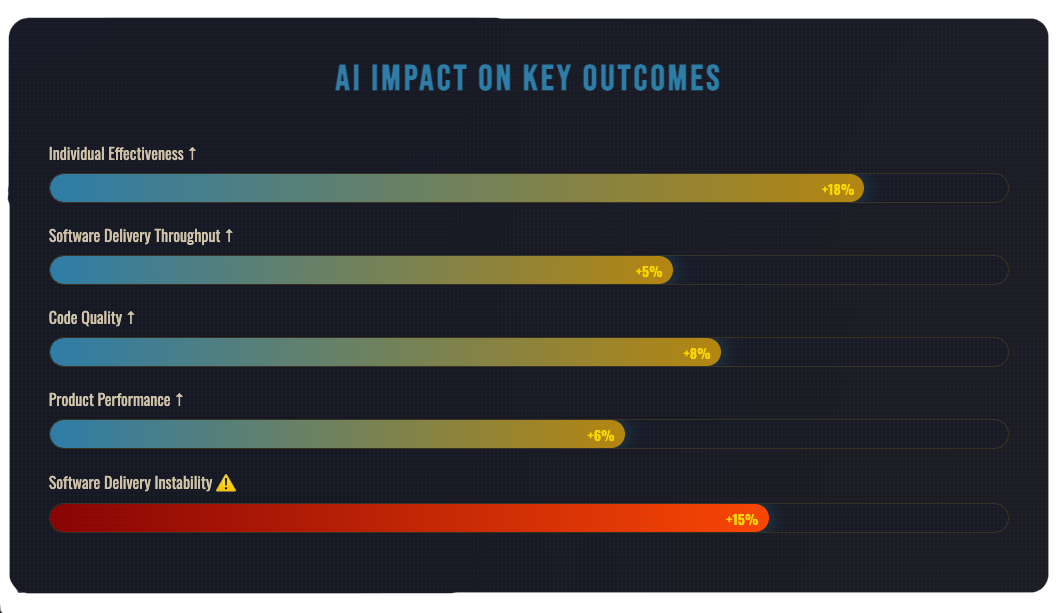 AI IMPACT ON KEY OUTCOMES
Individual Effectiveness ↑
+18%
Software Delivery Throughput ↑
+5%
Code Quality ↑
+8%
Product Performance ↑
+6%
Software Delivery Instability ⚠️
+15%